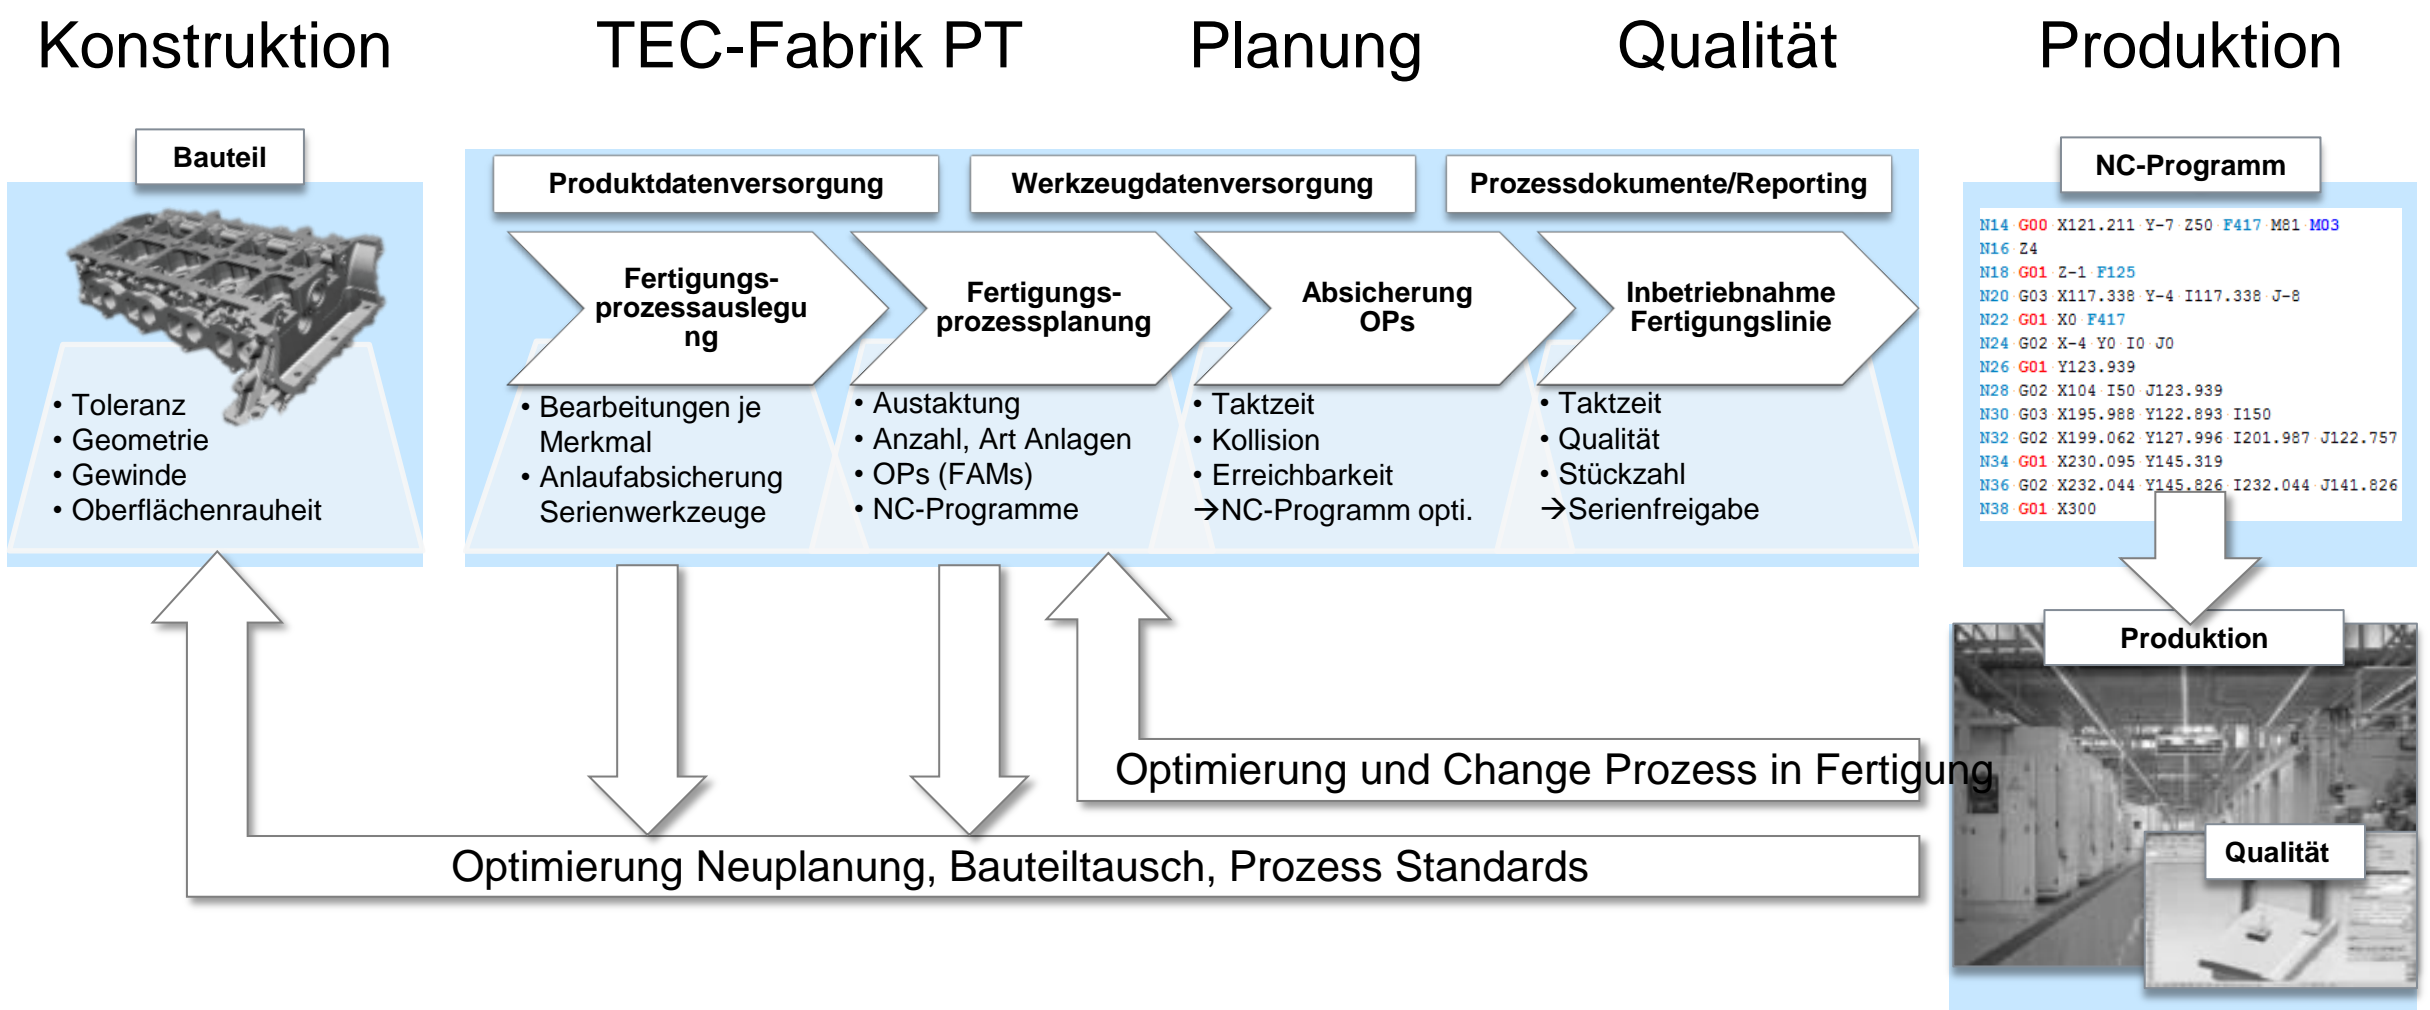 Konstruktion
TEC-Fabrik PT
Planung
Qualität
Produktion
Bauteil
• Toleranz
• Geometrie
• Gewinde
• Oberflächenrauheit
Produktdatenversorgung
Werkzeugdatenversorgung
Prozessdokumente/Reporting
Fertigungs-
prozessauslegu
ng
Fertigungs-
prozessplanung
Absicherung
OPs
Inbetriebnahme
Fertigungslinie
• Bearbeitungen je
Merkmal
• Anlaufabsicherung
Serienwerkzeuge
• Austaktung
• Anzahl, Art Anlagen
• OPs (FAMs)
• NC-Programme
• Taktzeit
• Kollision
• Erreichbarkeit
→NC-Programm opti.
• Taktzeit
• Qualität
• Stückzahl
→Serienfreigabe
NC-Programm
N14 G00 X121.211 Y-7 Z50 F417 M81 M03
N16 Z4
N18 G01 Z-1 F125
N20 G03 X117.338 Y-4 I117.338 J-8
N22 G01 X0 F417
N24 G02 X-4 Y0 I0 J0
N26 G01 Y123.939
N28 G02 X104 I50 J123.939
N30 G03 X195.988 Y122.893 I150
N32 G02 X199.062 Y127.996 I201.987 J122.757
N34 G01 X230.095 Y145.319
N36 G02 X232.044 Y145.826 I232.044 J141.826
N38 G01 X300
Produktion
Qualität
Optimierung und Change Prozess in Fertigung
Optimierung Neuplanung, Bauteiltausch, Prozess Standards